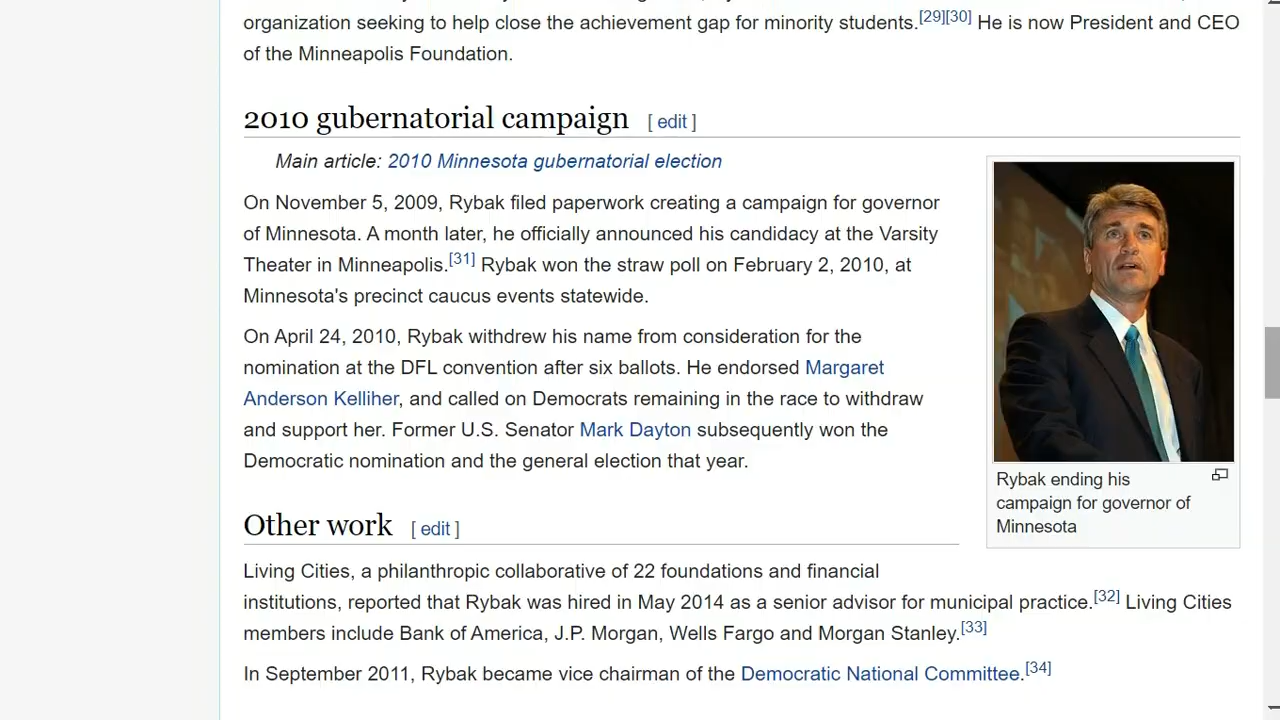 organization seeking to help close the achievement gap for minority students.[29][30] He is now President and CEO
of the Minneapolis Foundation.
2010 gubernatorial campaign [ edit ]
Main article: 2010 Minnesota gubernatorial election
On November 5, 2009, Rybak filed paperwork creating a campaign for governor
of Minnesota. A month later, he officially announced his candidacy at the Varsity
Theater in Minneapolis.[31] Rybak won the straw poll on February 2, 2010, at
Minnesota's precinct caucus events statewide.
On April 24, 2010, Rybak withdrew his name from consideration for the
nomination at the DFL convention after six ballots. He endorsed Margaret
Anderson Kelliher, and called on Democrats remaining in the race to withdraw
and support her. Former U.S. Senator Mark Dayton subsequently won the
Democratic nomination and the general election that year.
Rybak ending his
campaign for governor of
Minnesota
Other work [ edit ]
Living Cities, a philanthropic collaborative of 22 foundations and financial
institutions, reported that Rybak was hired in May 2014 as a senior advisor for municipal practice.[32] Living Cities
members include Bank of America, J.P. Morgan, Wells Fargo and Morgan Stanley.[33]
In September 2011, Rybak became vice chairman of the Democratic National Committee.[34]